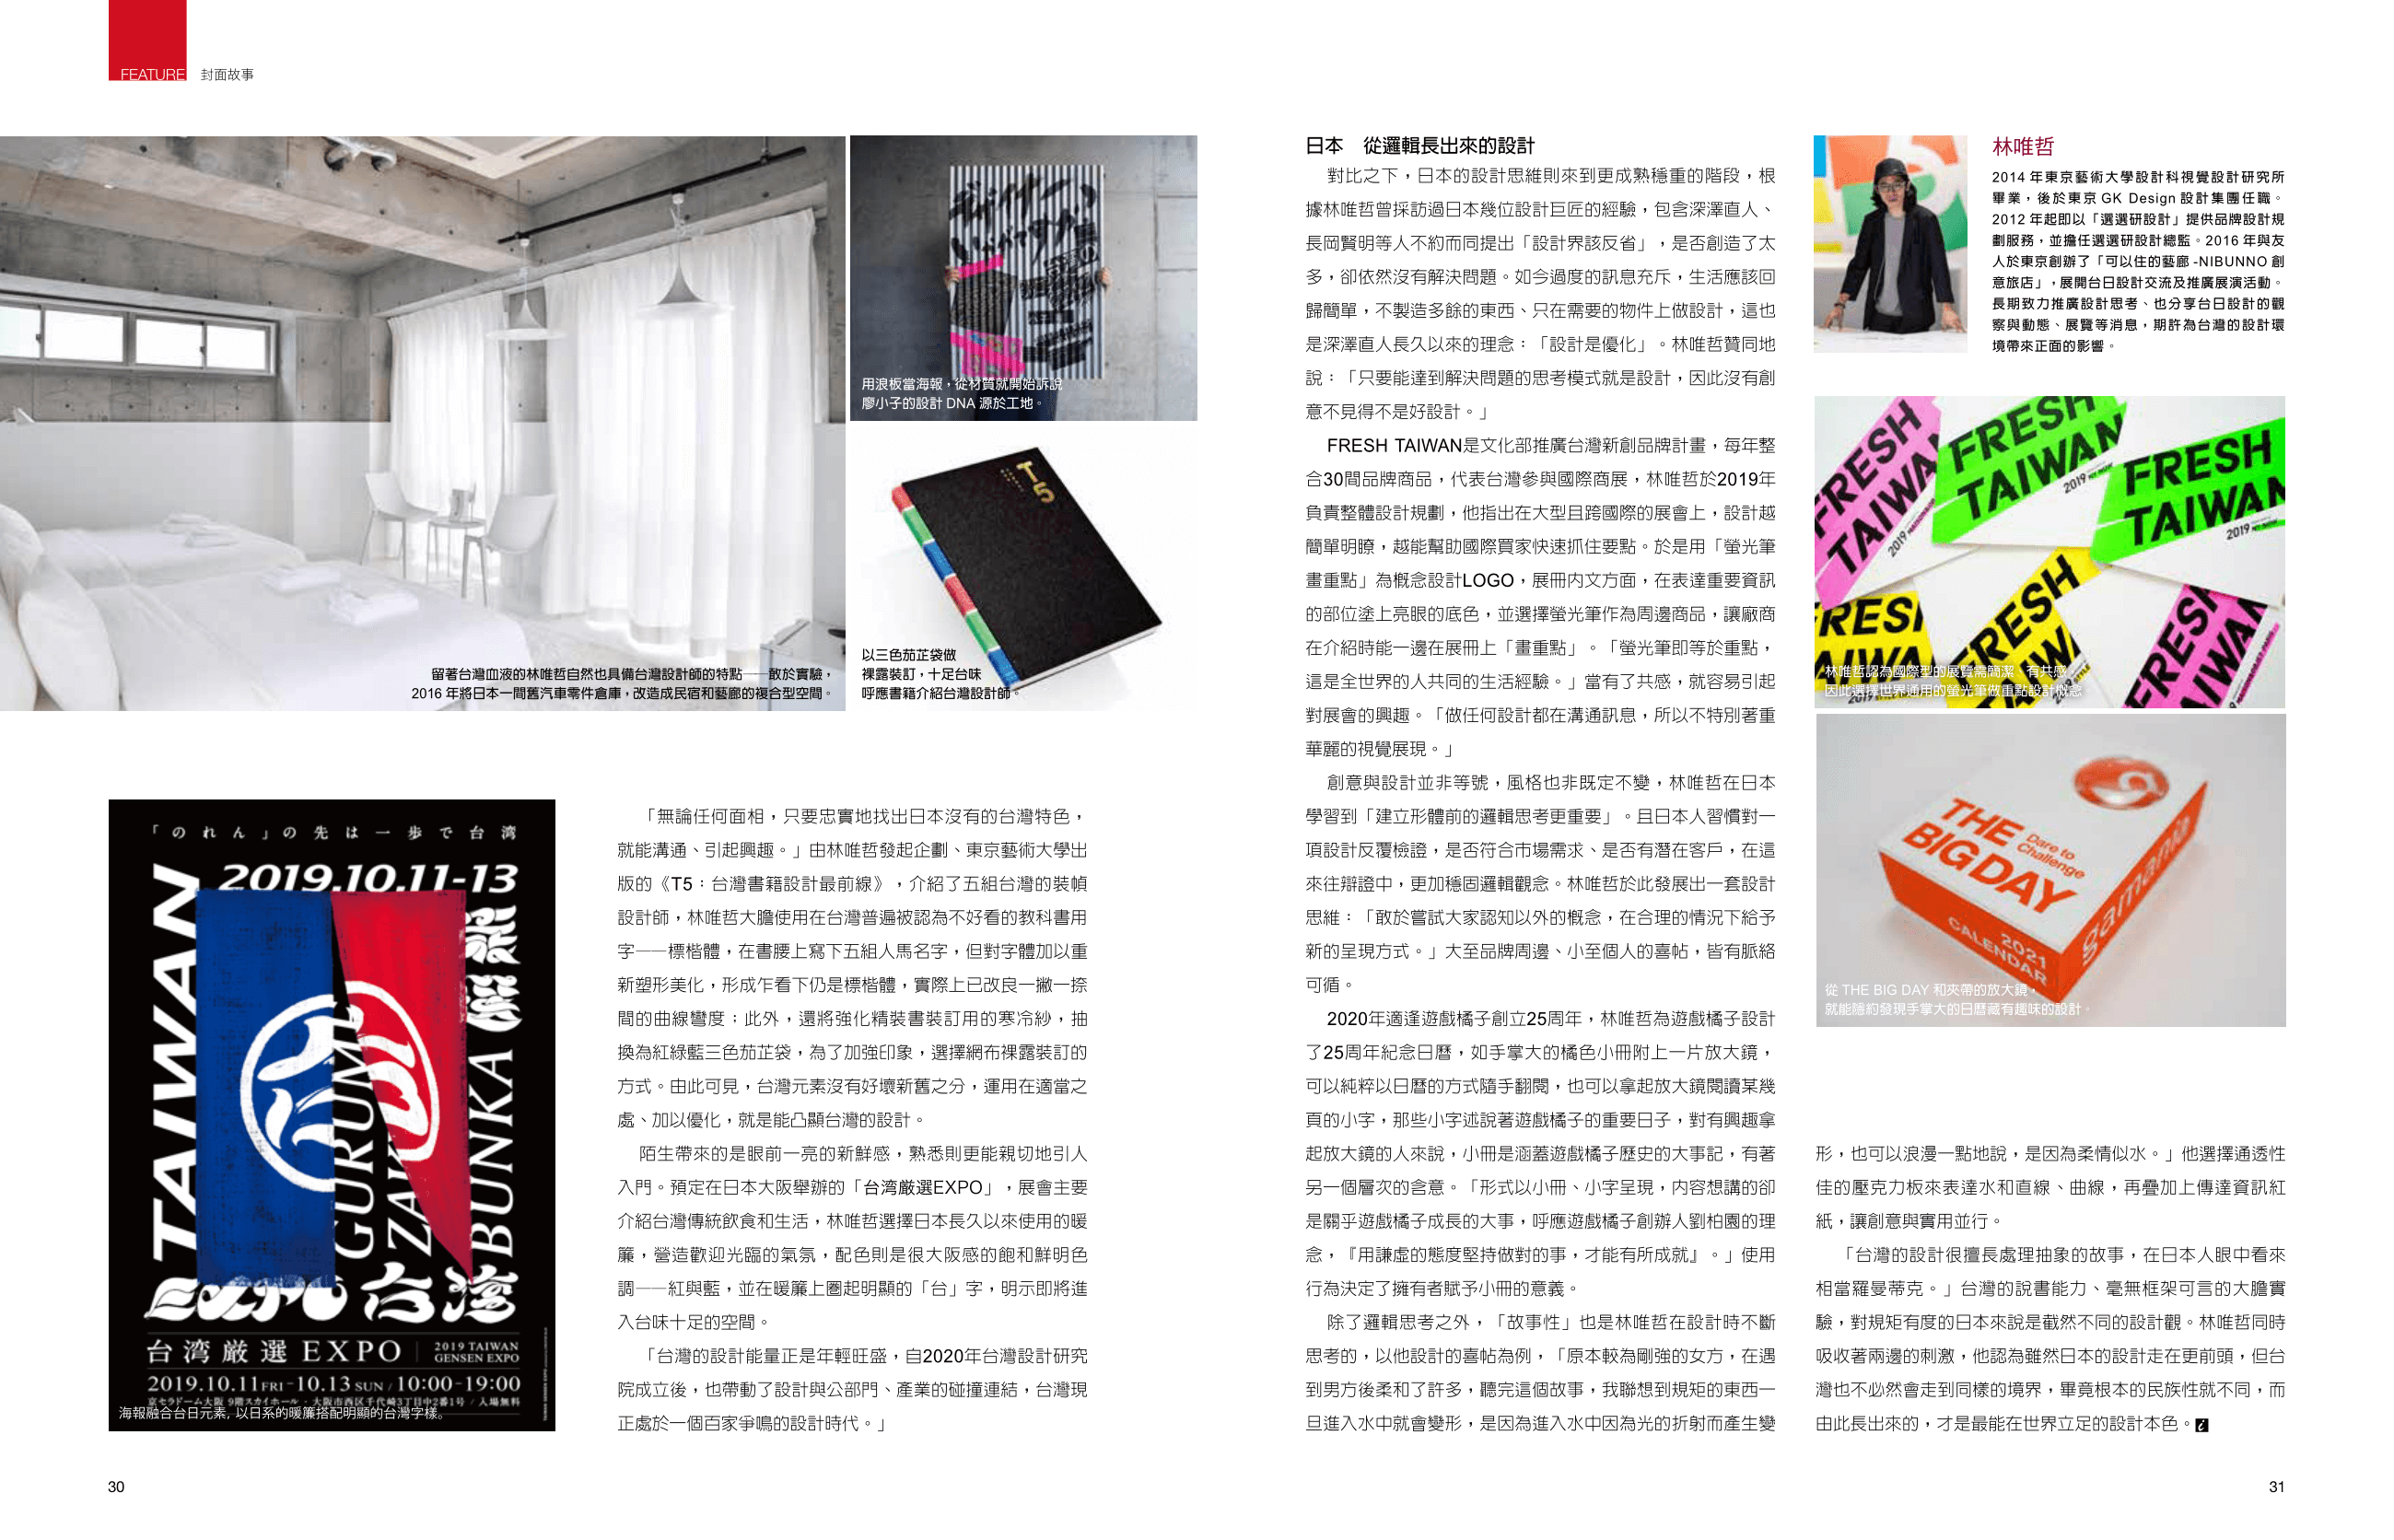 FEATURE 封面故事
用浪板當海報，從材質就開始訴說
廖小子的設計 DNA 源於工地。
T5
以三色茄芷袋做
裸露裝訂，十足台味
呼應書籍介紹台灣設計師。
留著台灣血液的林唯哲自然也具備台灣設計師的特點——敢於實驗，
2016 年將日本一間舊汽車零件倉庫，改造成民宿和藝廊的複合型空間。
「のれん」の先は一歩で台湾
2019.10.11-13
TAIWAN
GURUMI
ZAKKA
BUNKA
EXPO 台湾
台湾厳選 EXPO
2019 TAIWAN
GENSEN EXPO
2019.10.11 FRI - 10.13 SUN / 10:00-19:00
京セラドーム大阪 9階スカイホール・大阪市西区千代崎3丁目中2番1号 / 入場無料
海報融合台日元素, 以日系的暖簾搭配明顯的台灣字樣。
「無論任何面相，只要忠實地找出日本沒有的台灣特色，
就能溝通、引起興趣。」由林唯哲發起企劃、東京藝術大學出
版的《T5：台灣書籍設計最前線》，介紹了五組台灣的裝幀
設計師，林唯哲大膽使用在台灣普遍被認為不好看的教科書用
字——標楷體，在書腰上寫下五組人馬名字，但對字體加以重
新塑形美化，形成乍看下仍是標楷體，實際上已改良一撇一捺
間的曲線彎度；此外，還將強化精裝書裝訂用的寒冷紗，抽
換為紅綠藍三色茄芷袋，為了加強印象，選擇網布裸露裝訂的
方式。由此可見，台灣元素沒有好壞新舊之分，運用在適當之
處、加以優化，就是能凸顯台灣的設計。
陌生帶來的是眼前一亮的新鮮感，熟悉則更能親切地引人
入門。預定在日本大阪舉辦的「台湾厳選EXPO」，展會主要
介紹台灣傳統飲食和生活，林唯哲選擇日本長久以來使用的暖
簾，營造歡迎光臨的氣氛，配色則是很大阪感的飽和鮮明色
調——紅與藍，並在暖簾上圈起明顯的「台」字，明示即將進
入台味十足的空間。
「台灣的設計能量正是年輕旺盛，自2020年台灣設計研究
院成立後，也帶動了設計與公部門、產業的碰撞連結，台灣現
正處於一個百家爭鳴的設計時代。」
30
日本　從邏輯長出來的設計
對比之下，日本的設計思維則來到更成熟穩重的階段，根
據林唯哲曾採訪過日本幾位設計巨匠的經驗，包含深澤直人、
長岡賢明等人不約而同提出「設計界該反省」，是否創造了太
多，卻依然沒有解決問題。如今過度的訊息充斥，生活應該回
歸簡單，不製造多餘的東西、只在需要的物件上做設計，這也
是深澤直人長久以來的理念：「設計是優化」。林唯哲贊同地
說：「只要能達到解決問題的思考模式就是設計，因此沒有創
意不見得不是好設計。」
FRESH TAIWAN是文化部推廣台灣新創品牌計畫，每年整
合30間品牌商品，代表台灣參與國際商展，林唯哲於2019年
負責整體設計規劃，他指出在大型且跨國際的展會上，設計越
簡單明瞭，越能幫助國際買家快速抓住要點。於是用「螢光筆
畫重點」為概念設計LOGO，展冊內文方面，在表達重要資訊
的部位塗上亮眼的底色，並選擇螢光筆作為周邊商品，讓廠商
在介紹時能一邊在展冊上「畫重點」。「螢光筆即等於重點，
這是全世界的人共同的生活經驗。」當有了共感，就容易引起
對展會的興趣。「做任何設計都在溝通訊息，所以不特別著重
華麗的視覺展現。」
創意與設計並非等號，風格也非既定不變，林唯哲在日本
學習到「建立形體前的邏輯思考更重要」。且日本人習慣對一
項設計反覆檢證，是否符合市場需求、是否有潛在客戶，在這
來往辯證中，更加穩固邏輯觀念。林唯哲於此發展出一套設計
思維：「敢於嘗試大家認知以外的概念，在合理的情況下給予
新的呈現方式。」大至品牌周邊、小至個人的喜帖，皆有脈絡
可循。
2020年適逢遊戲橘子創立25周年，林唯哲為遊戲橘子設計
了25周年紀念日曆，如手掌大的橘色小冊附上一片放大鏡，
可以純粹以日曆的方式隨手翻閱，也可以拿起放大鏡閱讀某幾
頁的小字，那些小字述說著遊戲橘子的重要日子，對有興趣拿
起放大鏡的人來說，小冊是涵蓋遊戲橘子歷史的大事記，有著
另一個層次的含意。「形式以小冊、小字呈現，內容想講的卻
是關乎遊戲橘子成長的大事，呼應遊戲橘子創辦人劉柏園的理
念，『用謙虛的態度堅持做對的事，才能有所成就』。」使用
行為決定了擁有者賦予小冊的意義。
除了邏輯思考之外，「故事性」也是林唯哲在設計時不斷
思考的，以他設計的喜帖為例，「原本較為剛強的女方，在遇
到男方後柔和了許多，聽完這個故事，我聯想到規矩的東西一
旦進入水中就會變形，是因為進入水中因為光的折射而產生變
林唯哲
2014 年東京藝術大學設計科視覺設計研究所
畢業，後於東京 GK Design 設計集團任職。
2012 年起即以「選選研設計」提供品牌設計規
劃服務，並擔任選選研設計總監。2016 年與友
人於東京創辦了「可以住的藝廊 -NIBUNNO 創
意旅店」，展開台日設計交流及推廣展演活動。
長期致力推廣設計思考、也分享台日設計的觀
察與動態、展覽等消息，期許為台灣的設計環
境帶來正面的影響。
FRESH
TAIWAN
2019
FRESH
TAIWAN
2019
FRESH
TAIWAN
2019
林唯哲認為國際型的展覽需簡潔、有共感，
因此選擇世界通用的螢光筆做重點設計概念。
THE
BIG DAY
Dare to
Challenge
gamania
2021
CALENDAR
從 THE BIG DAY 和夾帶的放大鏡，
就能隱約發現手掌大的日曆藏有趣味的設計。
形，也可以浪漫一點地說，是因為柔情似水。」他選擇通透性
佳的壓克力板來表達水和直線、曲線，再疊加上傳達資訊紅
紙，讓創意與實用並行。
「台灣的設計很擅長處理抽象的故事，在日本人眼中看來
相當羅曼蒂克。」台灣的說書能力、毫無框架可言的大膽實
驗，對規矩有度的日本來說是截然不同的設計觀。林唯哲同時
吸收著兩邊的刺激，他認為雖然日本的設計走在更前頭，但台
灣也不必然會走到同樣的境界，畢竟根本的民族性就不同，而
由此長出來的，才是最能在世界立足的設計本色。
31